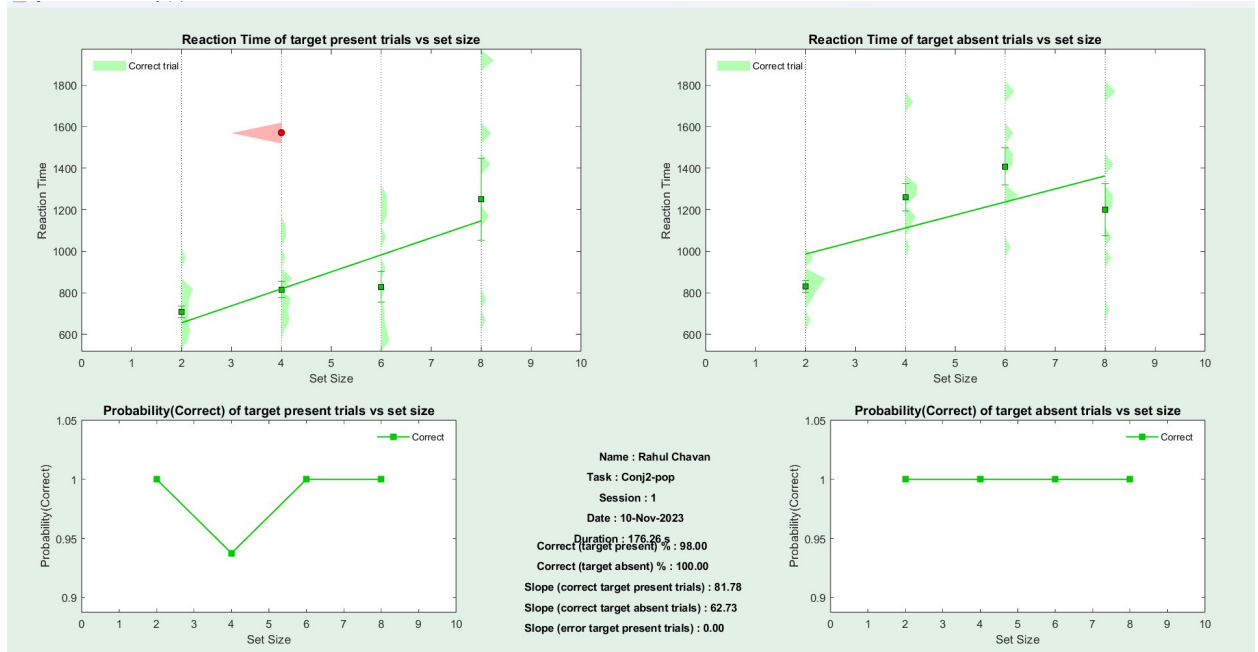 Reaction Time of target present trials vs set size
Correct trial
1800
1600
1400
1200
1000
800
600
Reaction Time
0 1 2 3 4 5 6 7 8 9 10
Set Size
Reaction Time of target absent trials vs set size
Correct trial
1800
1600
1400
1200
1000
800
600
Reaction Time
0 1 2 3 4 5 6 7 8 9 10
Set Size
Probability(Correct) of target present trials vs set size
Correct
1.05
1
0.95
0.9
Probability(Correct)
0 1 2 3 4 5 6 7 8 9 10
Set Size
Name : Rahul Chavan
Task : Conj2-pop
Session : 1
Date : 10-Nov-2023
Duration : 176.26 s
Correct (target present) % : 98.00
Correct (target absent) % : 100.00
Slope (correct target present trials) : 81.78
Slope (correct target absent trials) : 62.73
Slope (error target present trials) : 0.00
Probability(Correct) of target absent trials vs set size
Correct
1.05
1
0.95
0.9
Probability(Correct)
0 1 2 3 4 5 6 7 8 9 10
Set Size